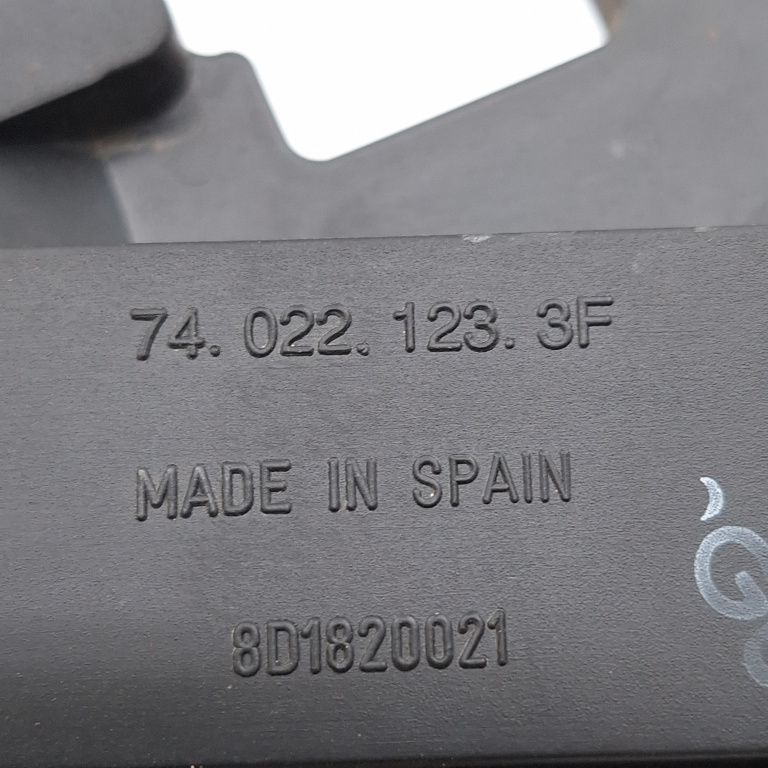 74. 022. 123. 3F
MADE IN SPAIN
8D1820021